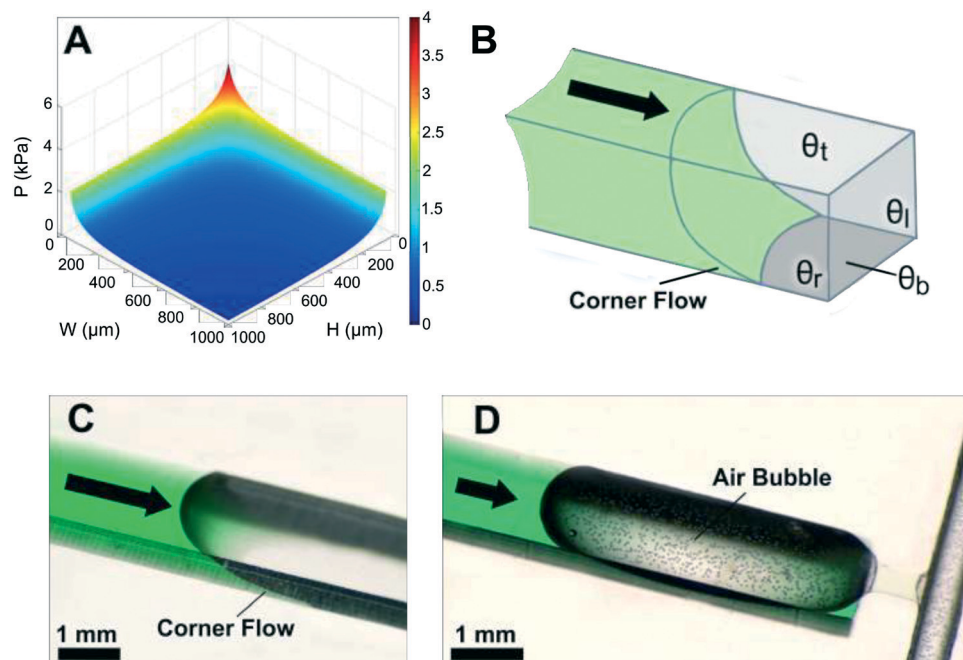 A
P (kPa)
6
4
2
0
0
200
400
600
800
1000
W (μm)
0
200
400
600
800
1000
H (μm)
4
3.5
3
2.5
2
1.5
1
0.5
0
B
θt
θl
θr
θb
Corner Flow
C
Corner Flow
1 mm
D
Air Bubble
1 mm